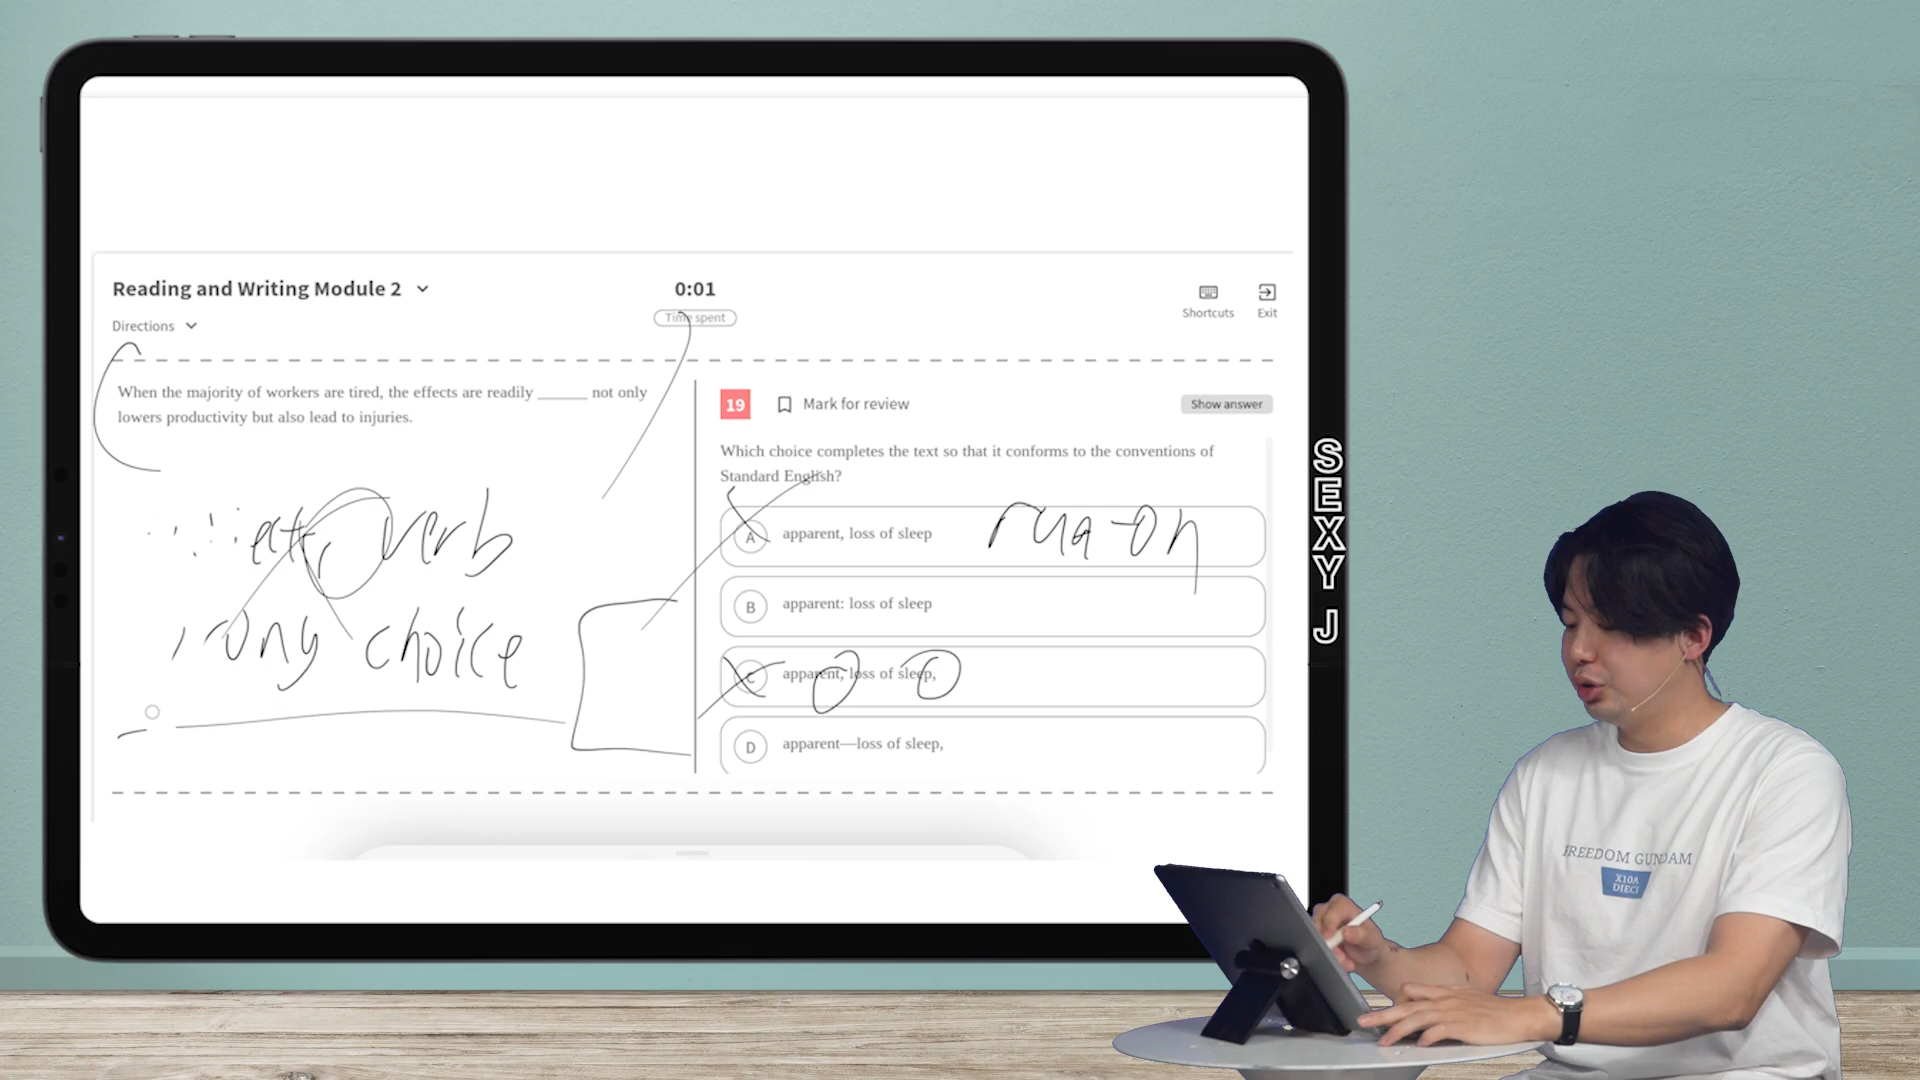 Reading and Writing Module 2
0:01
Time spent
Shortcuts
Exit
Directions
When the majority of workers are tired, the effects are readily ______ not only
lowers productivity but also lead to injuries.
19
Mark for review
Show answer
Which choice completes the text so that it conforms to the conventions of
Standard English?
A apparent, loss of sleep
run-on
B apparent: loss of sleep
C apparent, loss of sleep,
D apparent—loss of sleep,
verb
choice
SEXY J
FREEDOM GUNDAM
X10A